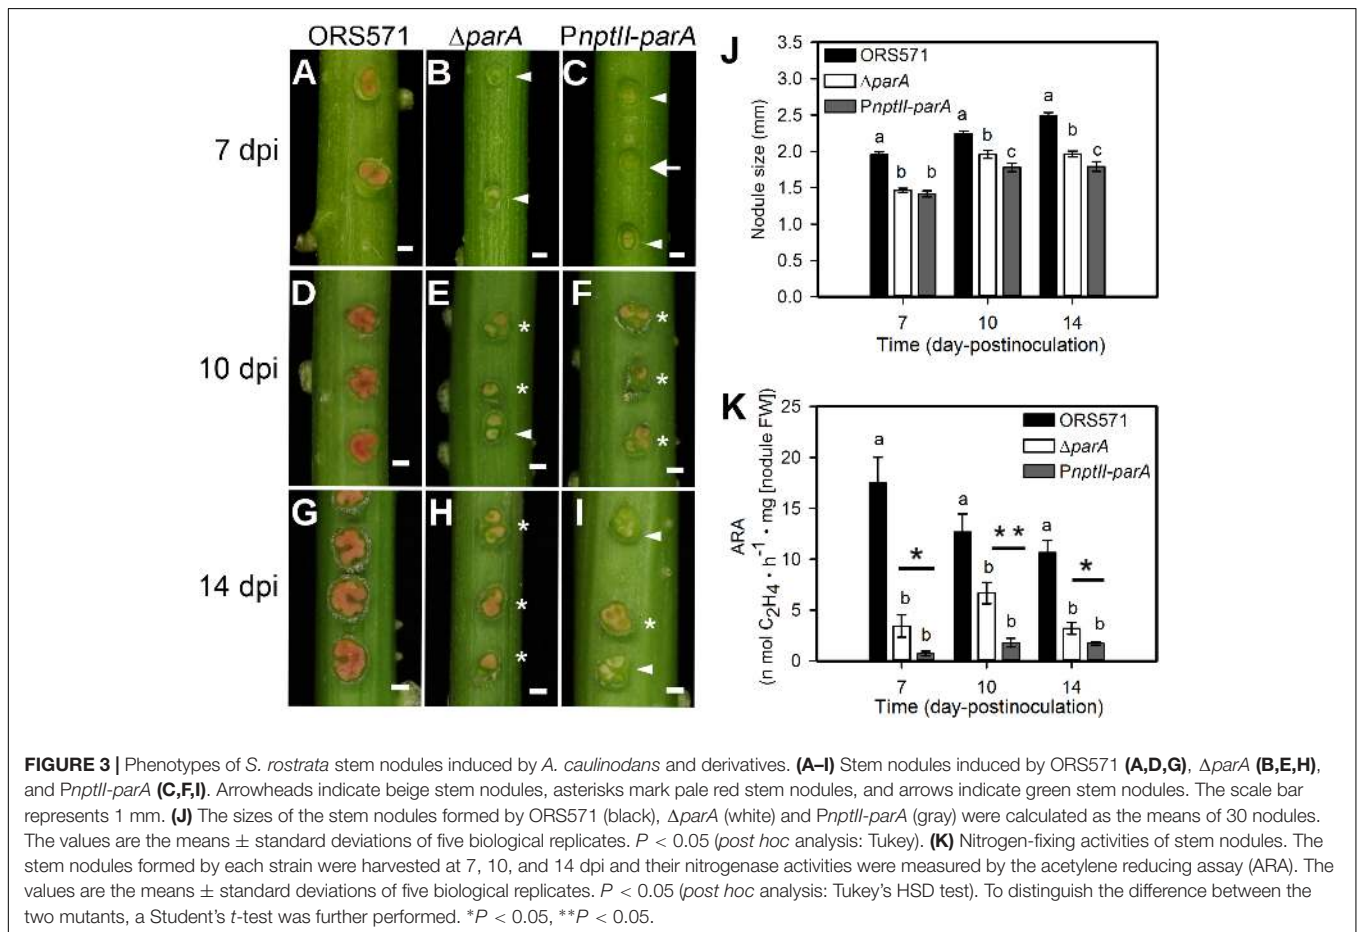 ORS571 ΔparA PnptII-parA
A B C
7 dpi
D E * F *
* *
10 dpi
*
G H * I
14 dpi
* *
*
J
ORS571
ΔparA
PnptII-parA
3.5
3.0
2.5
2.0
1.5
1.0
0.5
0.0
Nodule size (mm)
a b b
a b c
a b c
7 10 14
Time (day-postinoculation)
K
ORS571
ΔparA
PnptII-parA
25
20
15
10
5
0
ARA
(n mol C2H4 • h-1 • mg [nodule FW])
a b b *
a b b * *
a b b *
7 10 14
Time (day-postinoculation)
FIGURE 3 | Phenotypes of S. rostrata stem nodules induced by A. caulinodans and derivatives. (A–I) Stem nodules induced by ORS571 (A,D,G), ΔparA (B,E,H),
and PnptII-parA (C,F,I). Arrowheads indicate beige stem nodules, asterisks mark pale red stem nodules, and arrows indicate green stem nodules. The scale bar
represents 1 mm. (J) The sizes of the stem nodules formed by ORS571 (black), ΔparA (white) and PnptII-parA (gray) were calculated as the means of 30 nodules.
The values are the means ± standard deviations of five biological replicates. P < 0.05 (post hoc analysis: Tukey). (K) Nitrogen-fixing activities of stem nodules. The
stem nodules formed by each strain were harvested at 7, 10, and 14 dpi and their nitrogenase activities were measured by the acetylene reducing assay (ARA). The
values are the means ± standard deviations of five biological replicates. P < 0.05 (post hoc analysis: Tukey's HSD test). To distinguish the difference between the
two mutants, a Student's t-test was further performed. *P < 0.05, **P < 0.05.